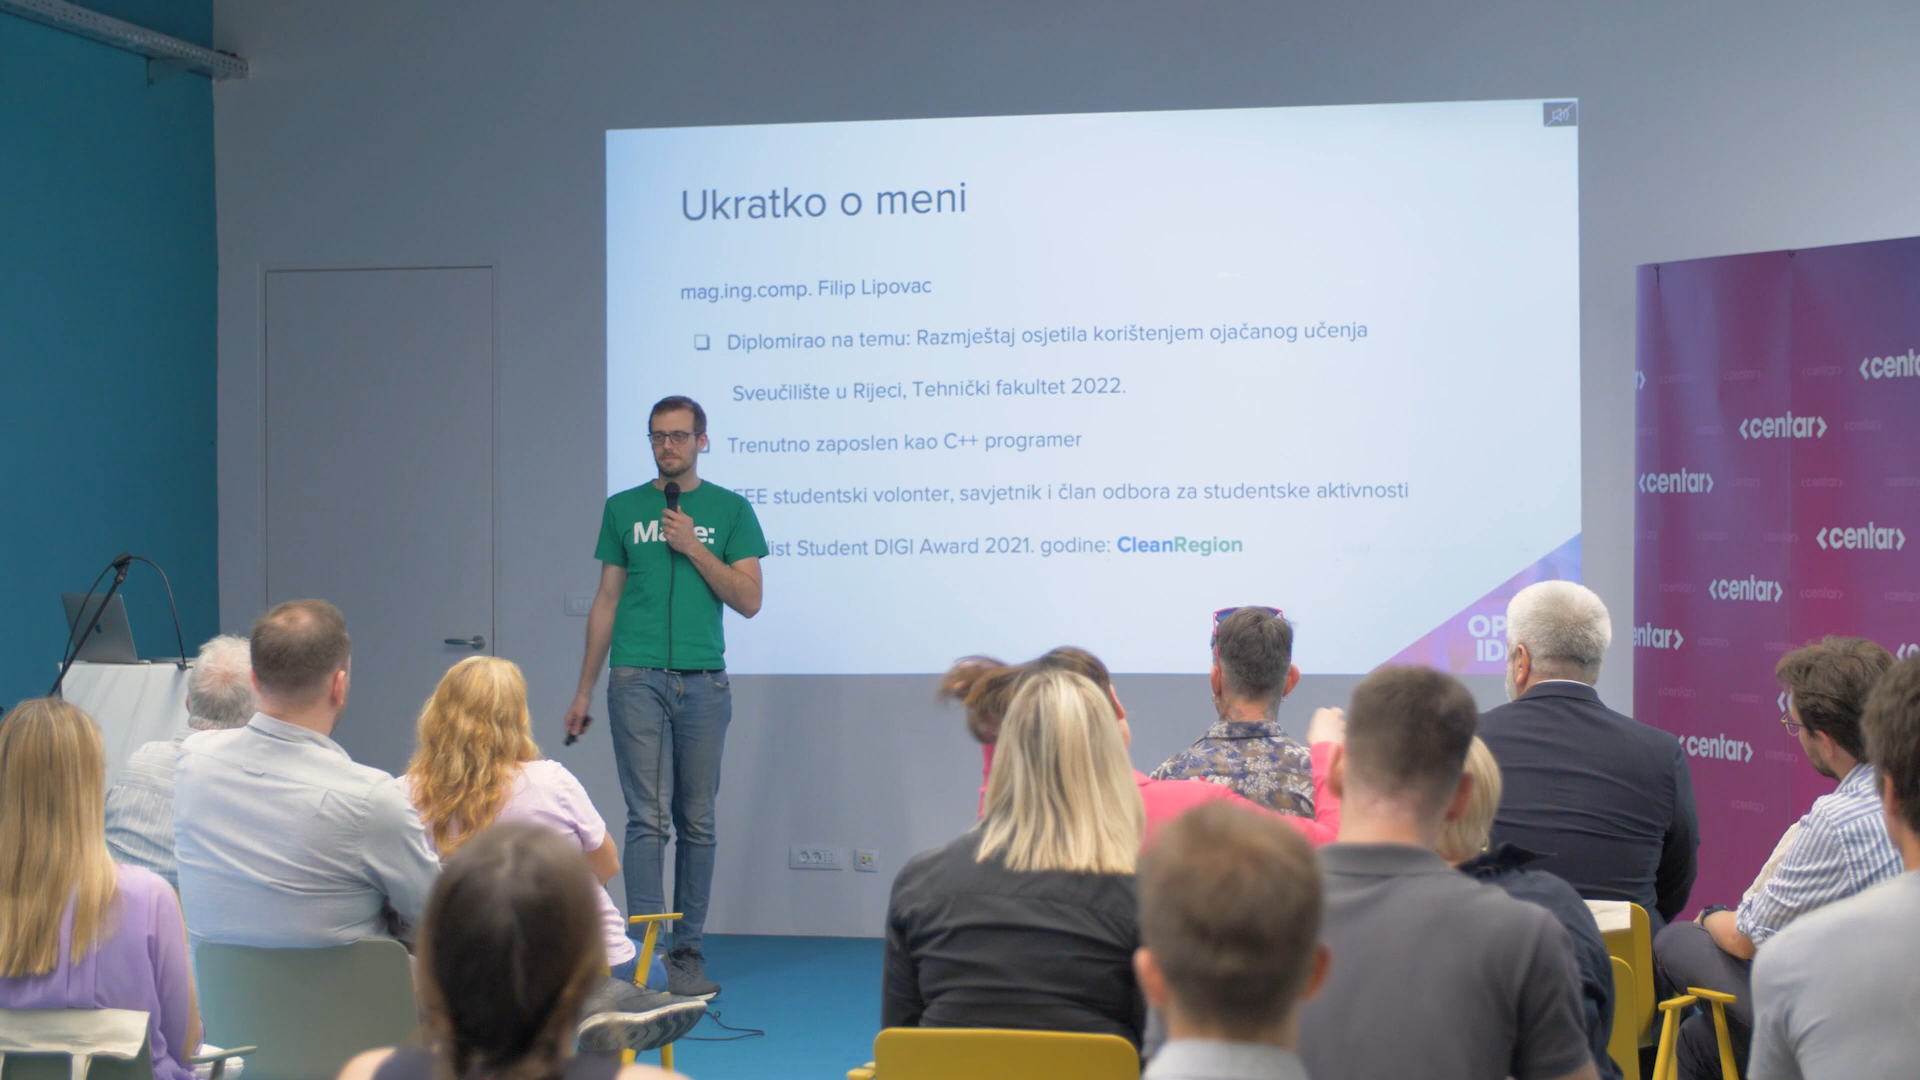 Ukratko o meni
mag.ing.comp. Filip Lipovac
Diplomirao na temu: Razmještaj osjetila korištenjem ojačanog učenja
Sveučilište u Rijeci, Tehnički fakultet 2022.
Trenutno zaposlen kao C++ programer
studentski volonter, savjetnik i član odbora za studentske aktivnosti
Student DIGI Award 2021. godine: CleanRegion
<centar>
<centar>
<centar>
<centar>
<centar>